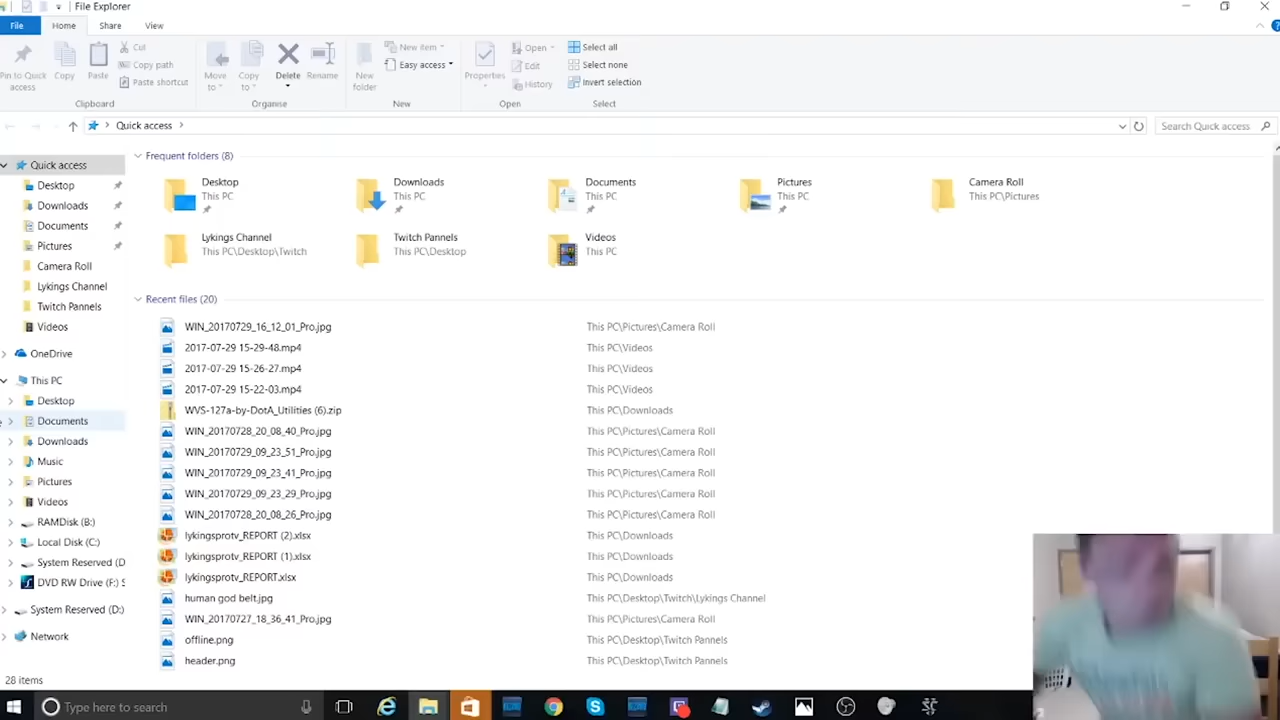 File Explorer
File Home Share View
Pin to Quick access
Copy
Paste
Cut
Copy path
Paste shortcut
Clipboard
Move to
Copy to
Delete
Rename
Organise
New folder
New item
Easy access
New
Properties
Open
Edit
History
Open
Select all
Select none
Invert selection
Select
Quick access
Search Quick access
Quick access
Desktop
Downloads
Documents
Pictures
Camera Roll
Lykings Channel
Twitch Pannels
Videos
OneDrive
This PC
Desktop
Documents
Downloads
Music
Pictures
Videos
RAMDisk (B:)
Local Disk (C:)
System Reserved (D
DVD RW Drive (F:) S
System Reserved (D:)
Network
Frequent folders (8)
Desktop
This PC
Downloads
This PC
Documents
This PC
Pictures
This PC
Camera Roll
This PC\Pictures
Lykings Channel
This PC\Desktop\Twitch
Twitch Pannels
This PC\Desktop
Videos
This PC
Recent files (20)
WIN_20170729_16_12_01_Pro.jpg This PC\Pictures\Camera Roll
2017-07-29 15-29-48.mp4 This PC\Videos
2017-07-29 15-26-27.mp4 This PC\Videos
2017-07-29 15-22-03.mp4 This PC\Videos
WVS-127a-by-DotA_Utilities (6).zip This PC\Downloads
WIN_20170728_20_08_40_Pro.jpg This PC\Pictures\Camera Roll
WIN_20170729_09_23_51_Pro.jpg This PC\Pictures\Camera Roll
WIN_20170729_09_23_41_Pro.jpg This PC\Pictures\Camera Roll
WIN_20170729_09_23_29_Pro.jpg This PC\Pictures\Camera Roll
WIN_20170728_20_08_26_Pro.jpg This PC\Pictures\Camera Roll
lykingsprotv_REPORT (2).xlsx This PC\Downloads
lykingsprotv_REPORT (1).xlsx This PC\Downloads
lykingsprotv_REPORT.xlsx This PC\Downloads
human god belt.jpg This PC\Desktop\Twitch\Lykings Channel
WIN_20170727_18_36_41_Pro.jpg This PC\Pictures\Camera Roll
offline.png This PC\Desktop\Twitch Pannels
header.png This PC\Desktop\Twitch Pannels
28 items
Type here to search